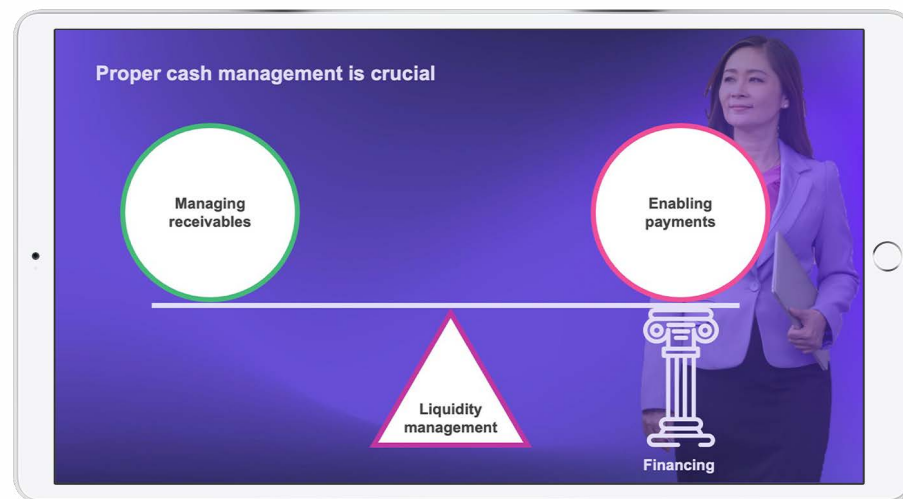 Proper cash management is crucial
Managing
receivables
Enabling
payments
Liquidity
management
Financing